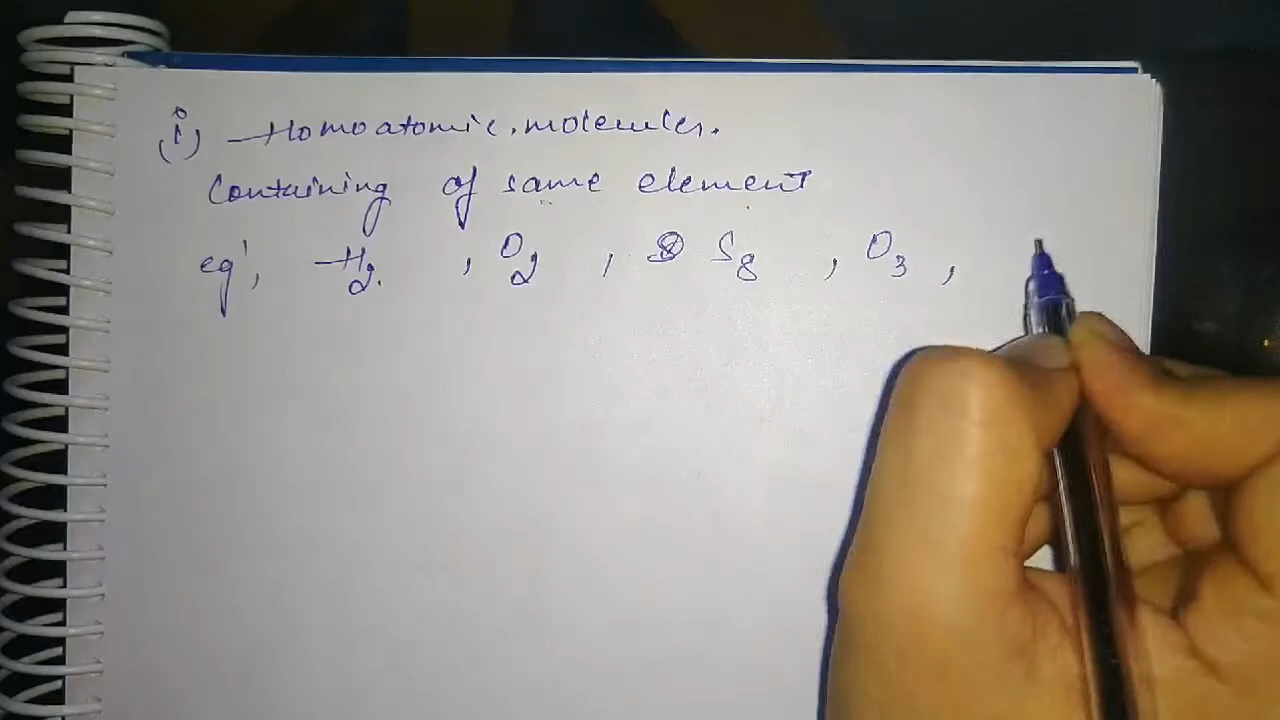 (i) Homoatomic molecules.
Containing of same element
eg', H₂ , O₂ , S₈ , O₃ ,